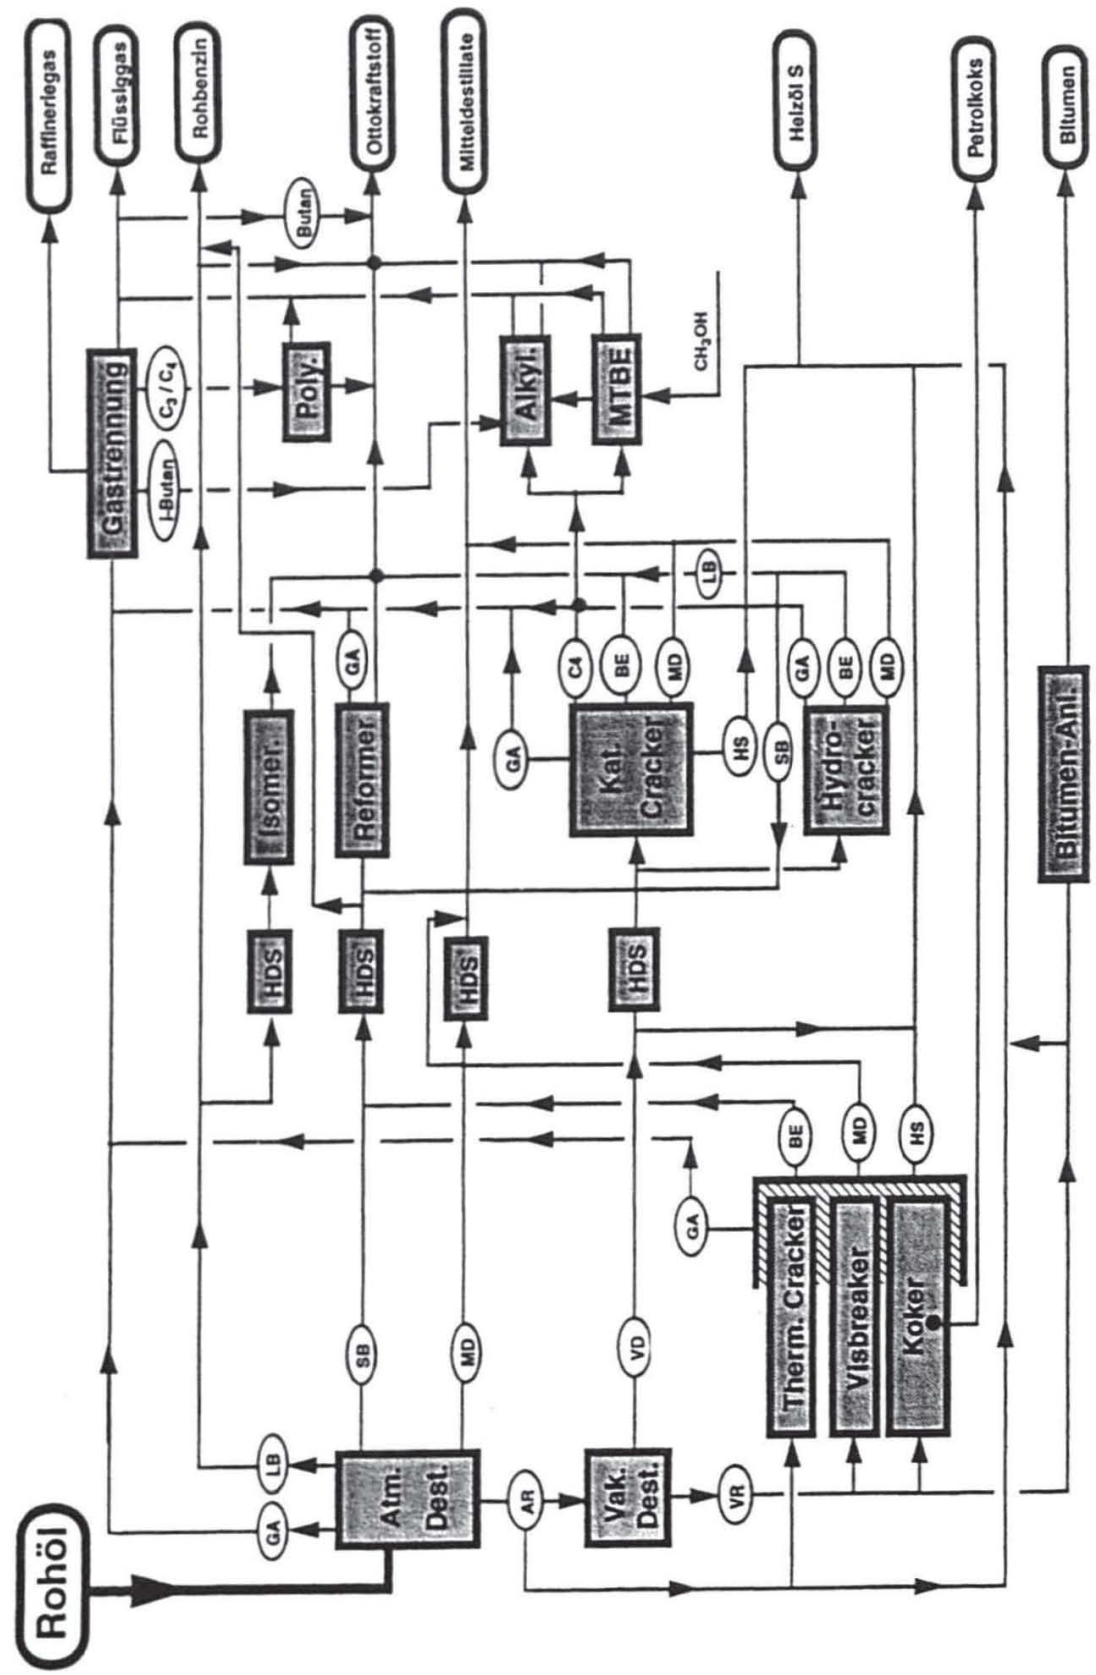 Rohöl
GA
LB
Atm.
Dest.
SB
MD
AR
Vak.
Dest.
VD
VR
GA
Therm. Cracker
Visbreaker
Koker
BE
MD
HS
HDS
HDS
HDS
HDS
Isomer.
Reformer
GA
GA
Kat.
Cracker
C4
BE
MD
HS
SB
LB
Hydro-
cracker
GA
BE
MD
Bitumen-Anl.
Gastrennung
i-Butan
C₃ / C₄
Poly.
Butan
Alkyl.
MTBE
CH₃OH
Raffineriegas
Flüssiggas
Rohbenzin
Ottokraftstoff
Mitteldestillate
Heizöl S
Petrolkoks
Bitumen